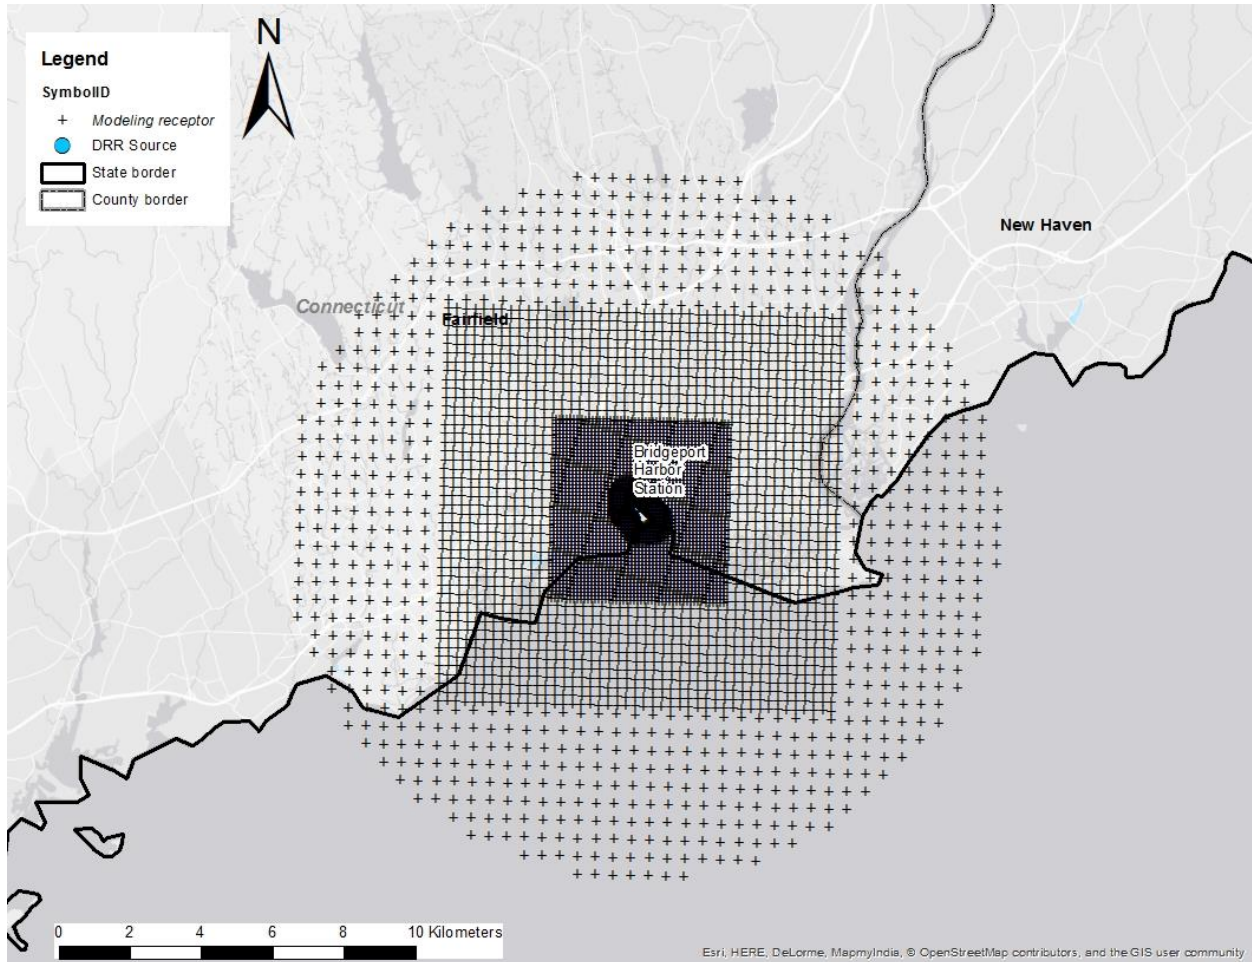 N
Legend
SymbolID
Modeling receptor
DRR Source
State border
County border
New Haven
Connecticut
Fairfield
Bridgeport
Harbor
Station
0 2 4 6 8 10 Kilometers
Esri, HERE, DeLorme, MapmyIndia, © OpenStreetMap contributors, and the GIS user community